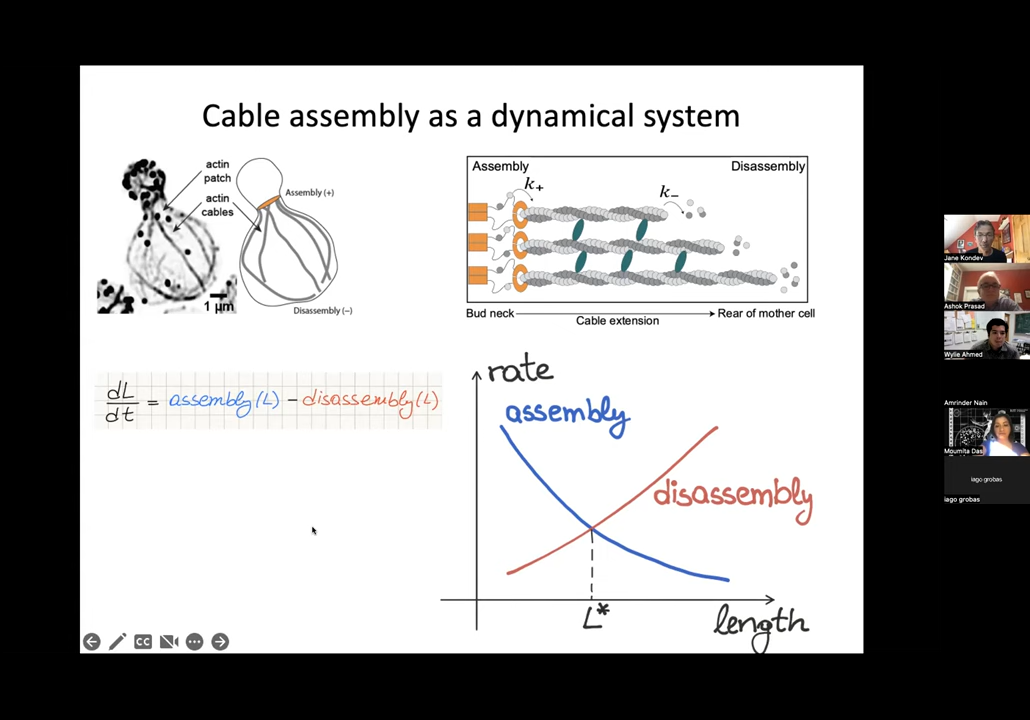 Cable assembly as a dynamical system
actin
patch
actin
cables
Assembly (+)
1 μm
Disassembly (−)
Assembly
Disassembly
k+
k−
Bud neck
Cable extension
Rear of mother cell
dL/dt = assembly(L) − disassembly(L)
rate
assembly
disassembly
L*
length
CC
Jane Kondev
Ashok Prasad
Wylie Ahmed
Amrinder Nain
Moumita Das
iago grobas
iago grobas